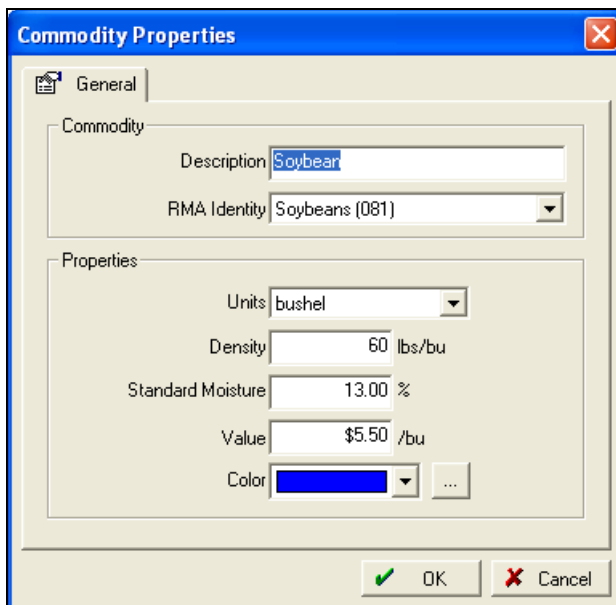 Commodity Properties
General
Commodity
Description Soybean
RMA Identity Soybeans (081)
Properties
Units bushel
Density 60 lbs/bu
Standard Moisture 13.00 %
Value $5.50 /bu
Color ...
OK Cancel